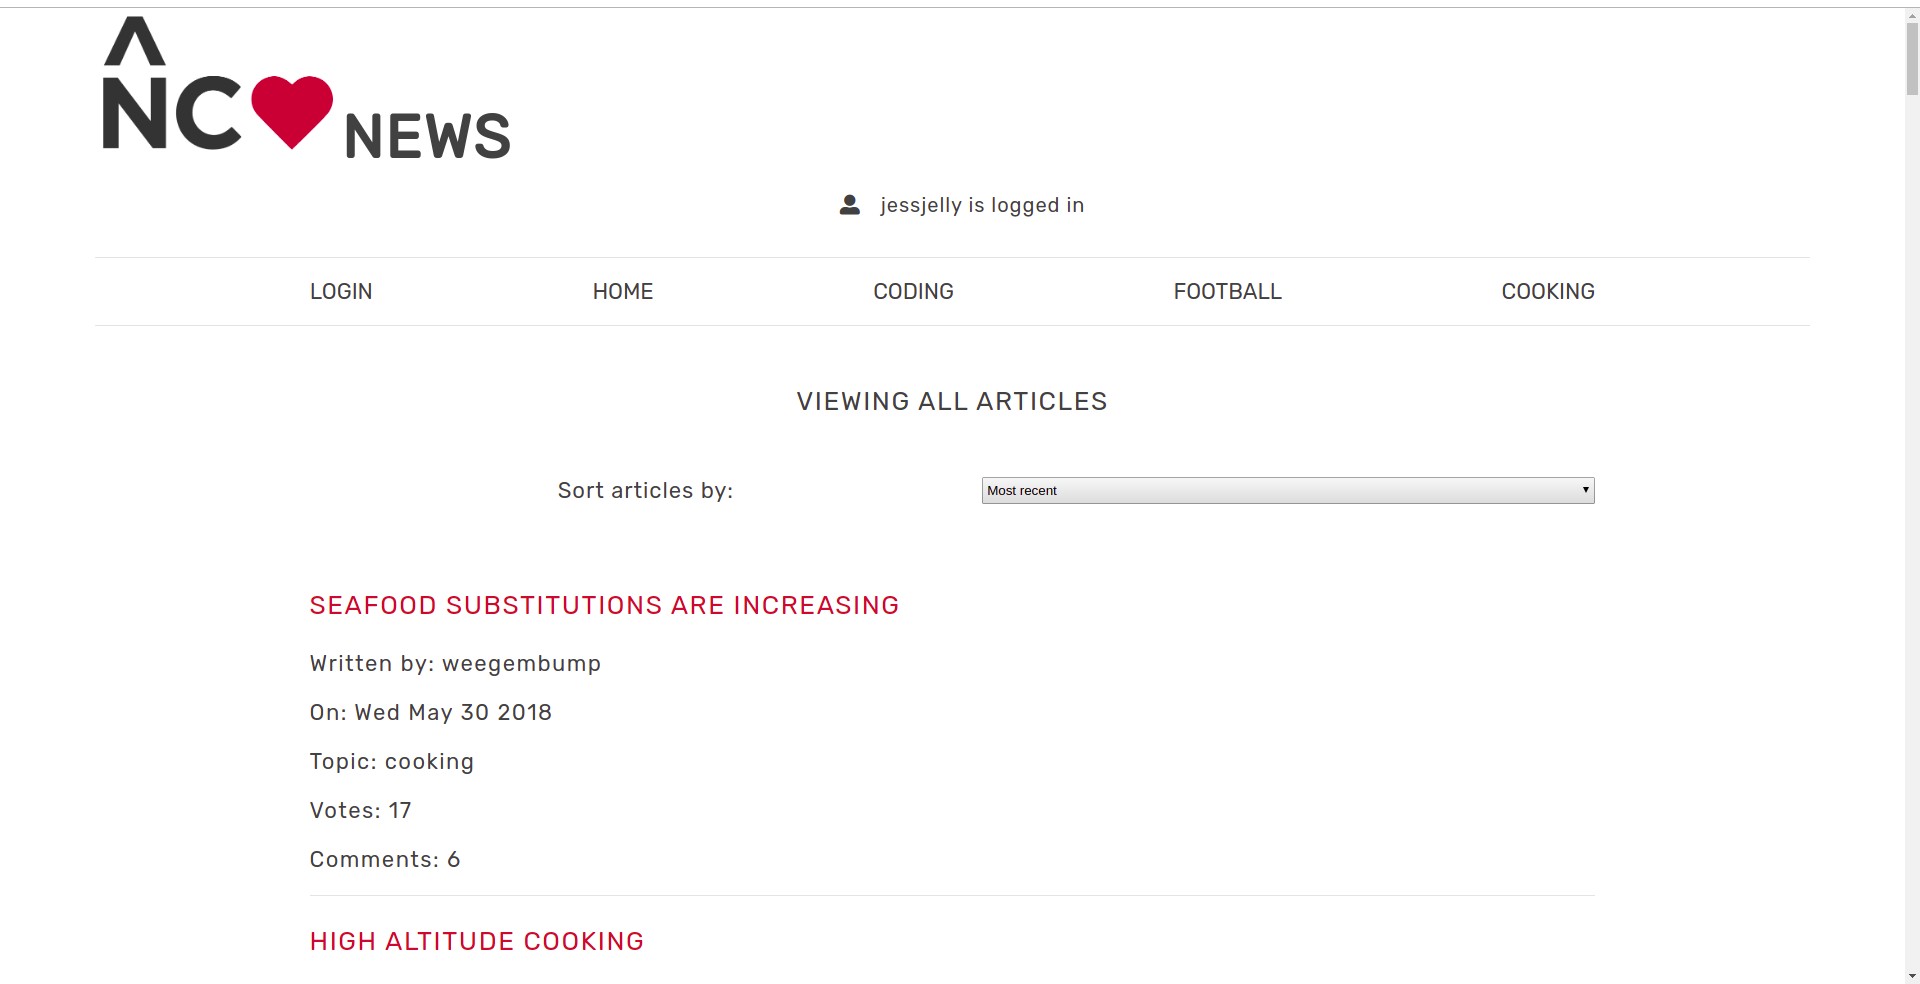 NC NEWS
jessjelly is logged in
LOGIN HOME CODING FOOTBALL COOKING
VIEWING ALL ARTICLES
Sort articles by: Most recent
SEAFOOD SUBSTITUTIONS ARE INCREASING
Written by: weegembump
On: Wed May 30 2018
Topic: cooking
Votes: 17
Comments: 6
HIGH ALTITUDE COOKING